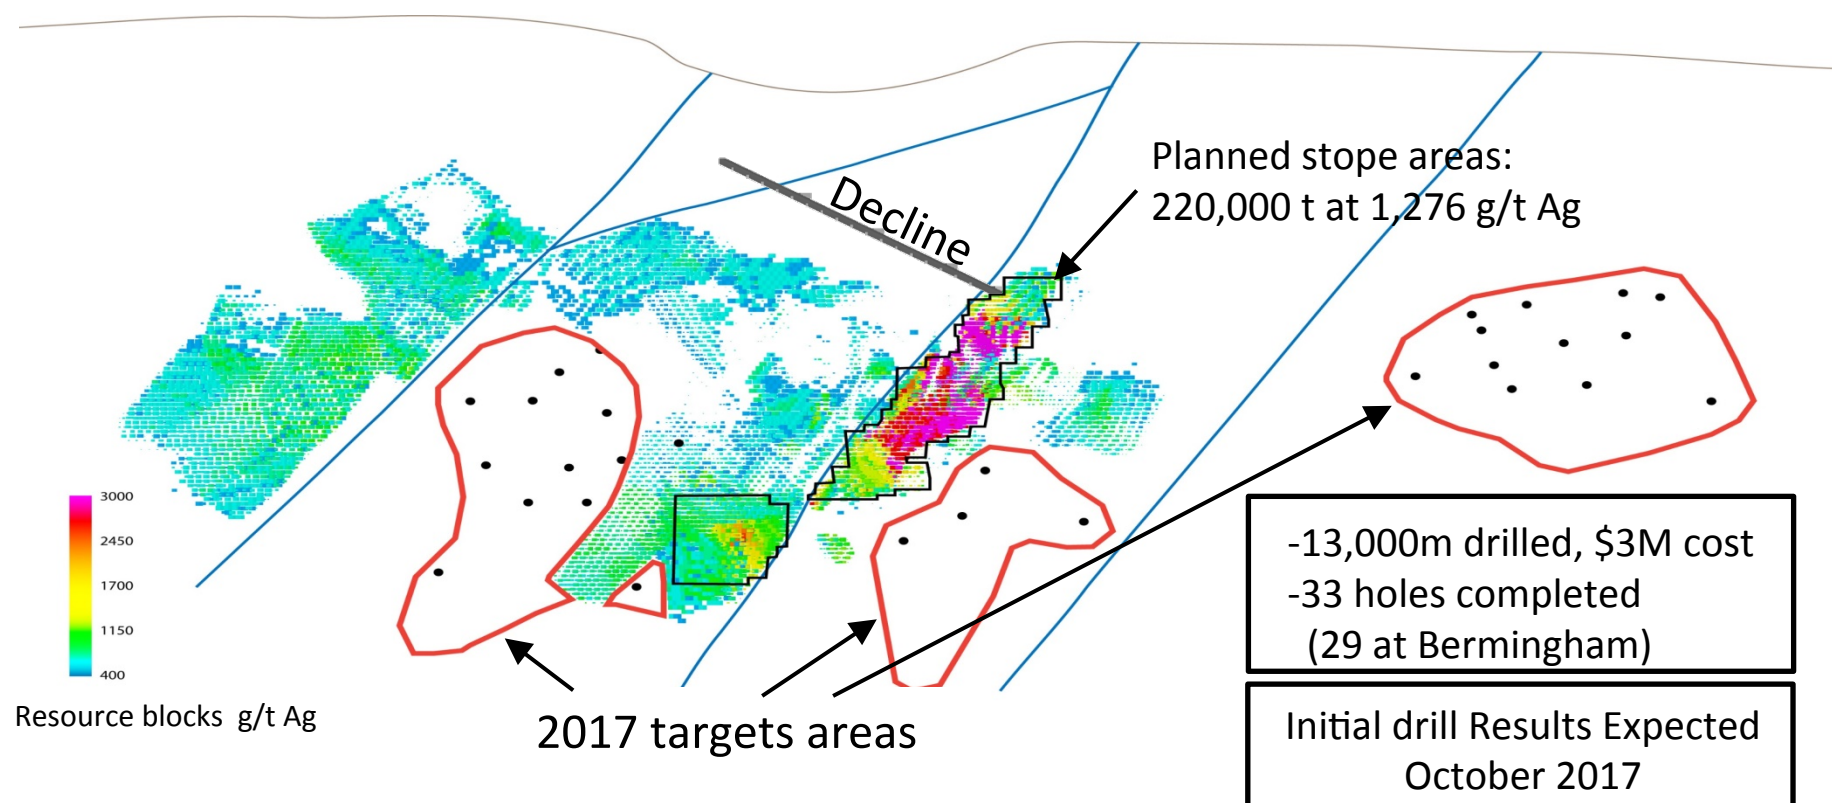 Planned stope areas:
220,000 t at 1,276 g/t Ag
Decline
3000
2450
1700
1150
400
Resource blocks g/t Ag
2017 targets areas
-13,000m drilled, $3M cost
-33 holes completed
(29 at Bermingham)
Initial drill Results Expected
October 2017